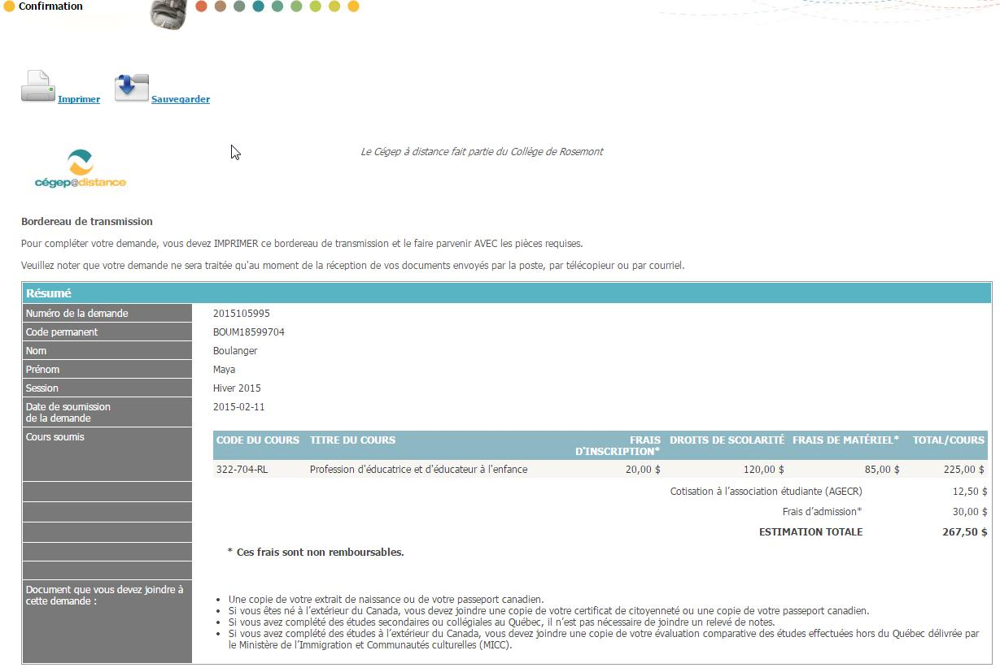 Confirmation
Imprimer Sauvegarder
Le Cégep à distance fait partie du Collège de Rosemont
cégep@distance
Bordereau de transmission
Pour compléter votre demande, vous devez IMPRIMER ce bordereau de transmission et le faire parvenir AVEC les pièces requises.
Veuillez noter que votre demande ne sera traitée qu'au moment de la réception de vos documents envoyés par la poste, par télécopieur ou par courriel.
Résumé
Numéro de la demande 2015105995
Code permanent BOUM18599704
Nom Boulanger
Prénom Maya
Session Hiver 2015
Date de soumission 2015-02-11
de la demande
Cours soumis
CODE DU COURS TITRE DU COURS FRAIS DROITS DE SCOLARITÉ FRAIS DE MATÉRIEL* TOTAL/COURS
D'INSCRIPTION*
322-704-RL Profession d'éducatrice et d'éducateur à l'enfance 20,00 $ 120,00 $ 85,00 $ 225,00 $
Cotisation à l’association étudiante (AGECR) 12,50 $
Frais d’admission* 30,00 $
ESTIMATION TOTALE 267,50 $
* Ces frais sont non remboursables.
Document que vous devez joindre à
cette demande :
• Une copie de votre extrait de naissance ou de votre passeport canadien.
• Si vous êtes né à l’extérieur du Canada, vous devez joindre une copie de votre certificat de citoyenneté ou une copie de votre passeport canadien.
• Si vous avez complété des études secondaires ou collégiales au Québec, il n’est pas nécessaire de joindre un relevé de notes.
• Si vous avez complété des études à l’extérieur du Canada, vous devez joindre une copie de votre évaluation comparative des études effectuées hors du Québec délivrée par
le Ministère de l’Immigration et Communautés culturelles (MICC).